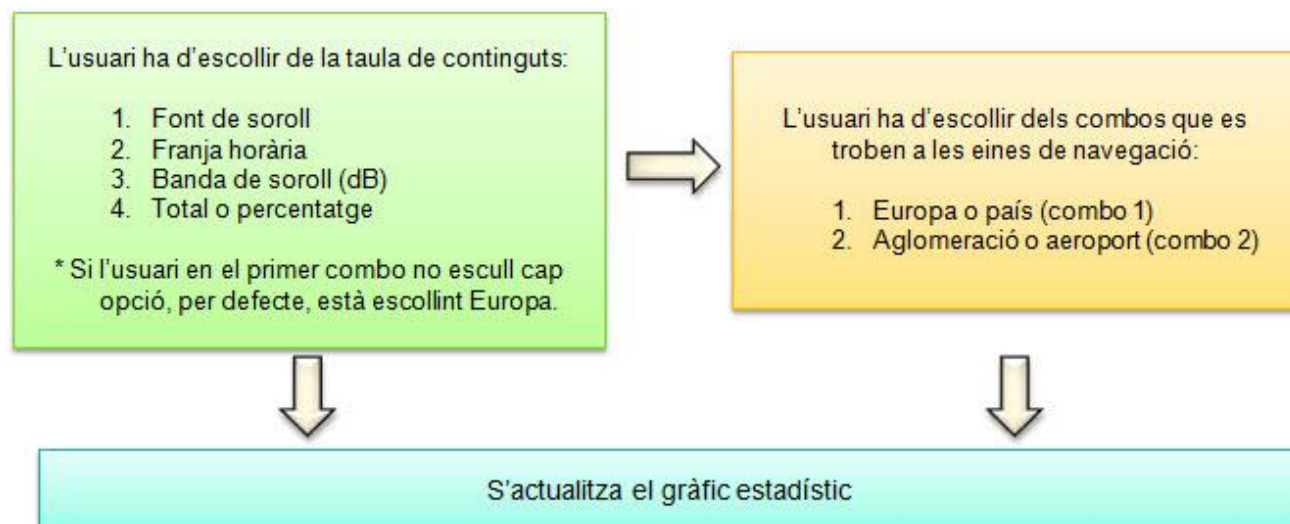 L'usuari ha d'escollir de la taula de continguts:
1. Font de soroll
2. Franja horària
3. Banda de soroll (dB)
4. Total o percentatge
* Si l'usuari en el primer combo no escull cap
opció, per defecte, està escollint Europa.
L'usuari ha d'escollir dels combos que es
troben a les eines de navegació:
1. Europa o país (combo 1)
2. Aglomeració o aeroport (combo 2)
S'actualitza el gràfic estadístic